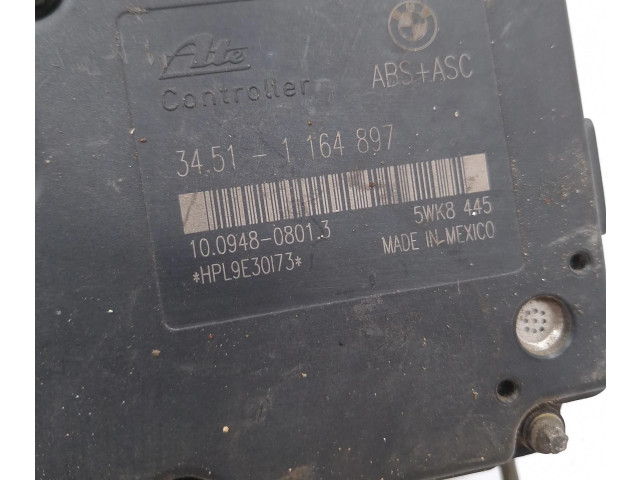 Ate
Controller
ABS+ASC
34.51 - 1 164 897
10.0948-0801.3
5WK8 445
*HPL9E30173*
MADE IN MEXICO